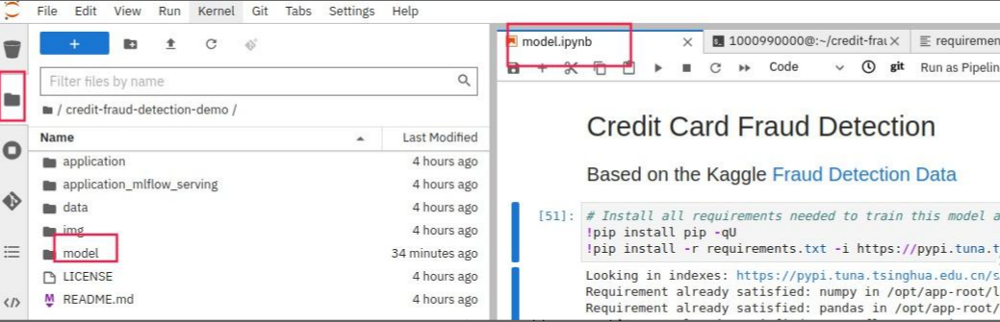 File Edit View Run Kernel Git Tabs Settings Help
Filter files by name
/ credit-fraud-detection-demo /
Name Last Modified
application 4 hours ago
application_mlflow_serving 4 hours ago
data 4 hours ago
img 4 hours ago
model 34 minutes ago
LICENSE 4 hours ago
README.md 4 hours ago
model.ipynb
1000990000@:~/credit-frau
requiremen
Code git Run as Pipelin
Credit Card Fraud Detection
Based on the Kaggle Fraud Detection Data
[51]: # Install all requirements needed to train this model a
!pip install pip -qU
!pip install -r requirements.txt -i https://pypi.tuna.t
Looking in indexes: https://pypi.tuna.tsinghua.edu.cn/s
Requirement already satisfied: numpy in /opt/app-root/l
Requirement already satisfied: pandas in /opt/app-root/